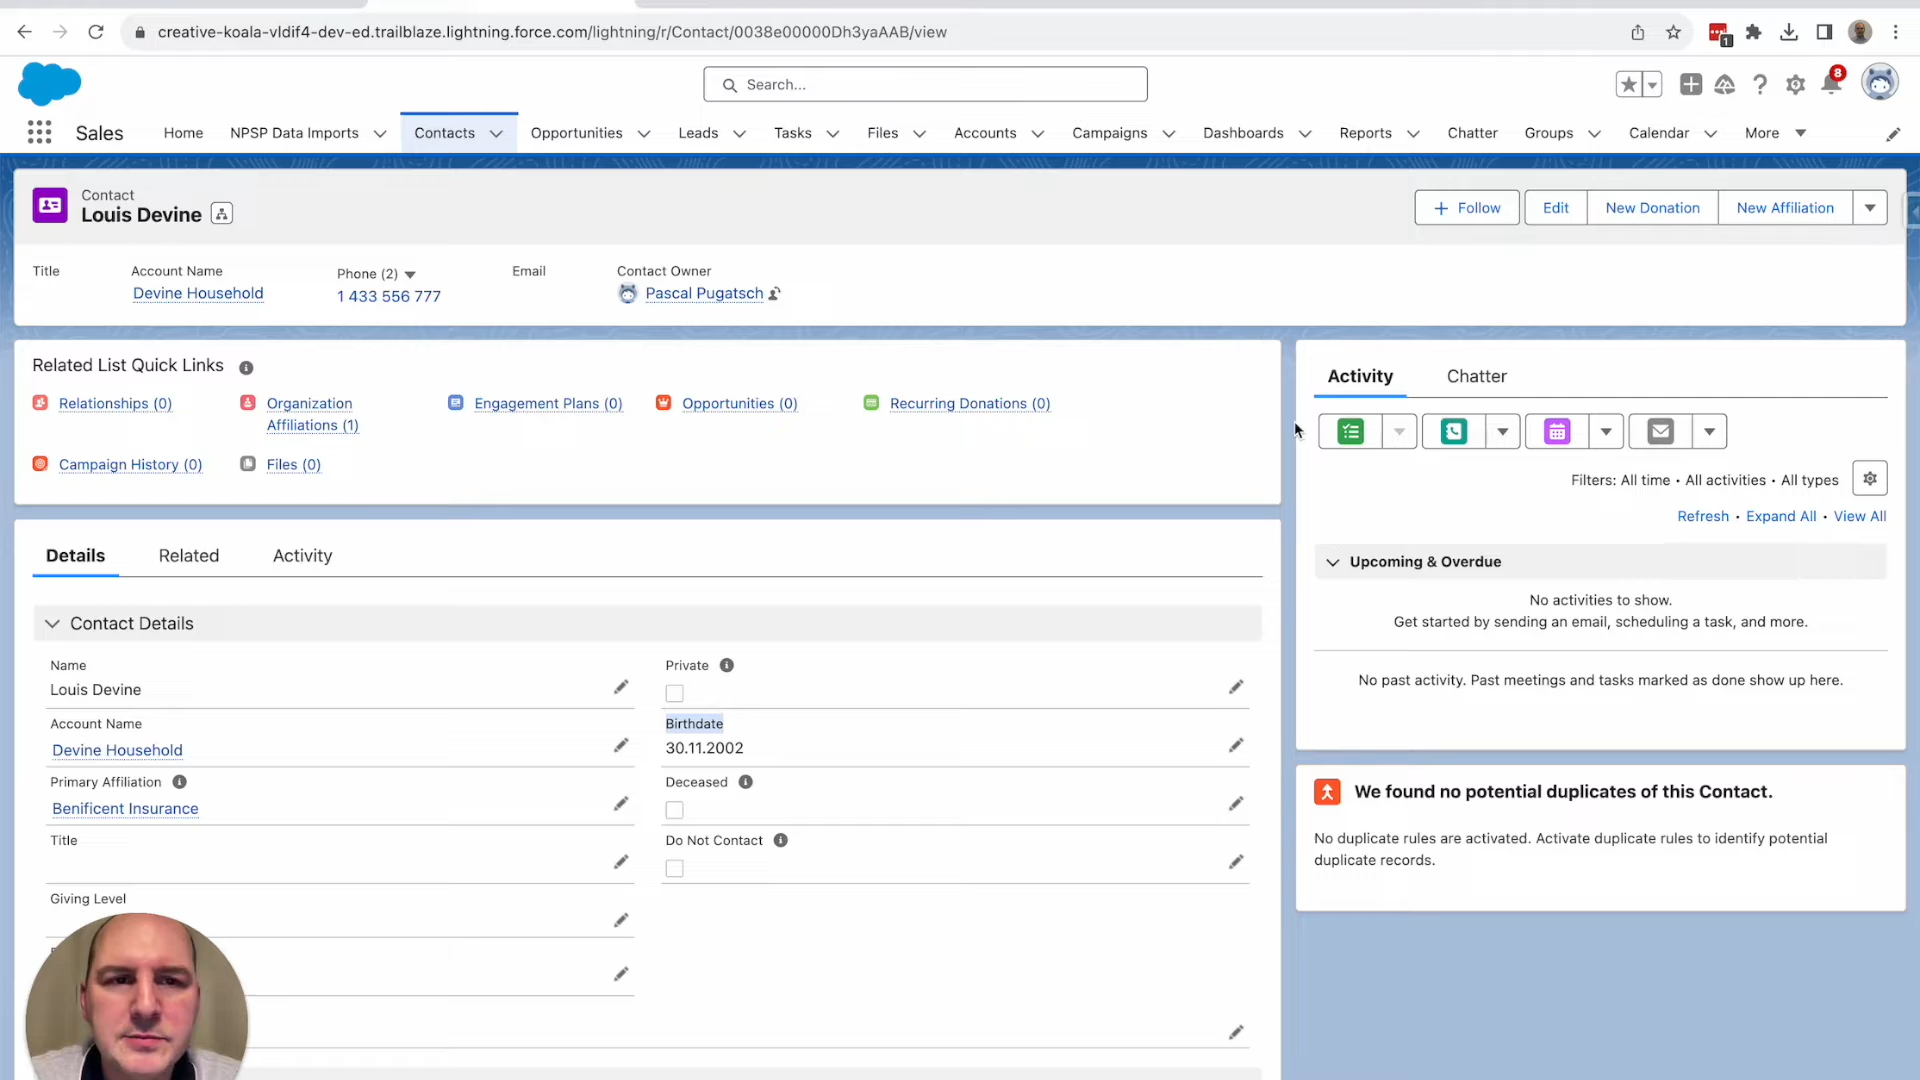 creative-koala-vldif4-dev-ed.trailblaze.lightning.force.com/lightning/r/Contact/0038e00000Dh3yaAAB/view
1
Search...
8
Sales
Home
NPSP Data Imports
Contacts
Opportunities
Leads
Tasks
Files
Accounts
Campaigns
Dashboards
Reports
Chatter
Groups
Calendar
More
Contact
Louis Devine
Follow
Edit
New Donation
New Affiliation
Title
Account Name
Devine Household
Phone (2)
1 433 556 777
Email
Contact Owner
Pascal Pugatsch
Related List Quick Links
Relationships (0)
Organization
Affiliations (1)
Engagement Plans (0)
Opportunities (0)
Recurring Donations (0)
Campaign History (0)
Files (0)
Details
Related
Activity
Contact Details
Name
Louis Devine
Private
Account Name
Devine Household
Birthdate
30.11.2002
Primary Affiliation
Benificent Insurance
Deceased
Title
Do Not Contact
Giving Level
Activity
Chatter
Filters: All time • All activities • All types
Refresh • Expand All • View All
Upcoming & Overdue
No activities to show.
Get started by sending an email, scheduling a task, and more.
No past activity. Past meetings and tasks marked as done show up here.
We found no potential duplicates of this Contact.
No duplicate rules are activated. Activate duplicate rules to identify potential
duplicate records.